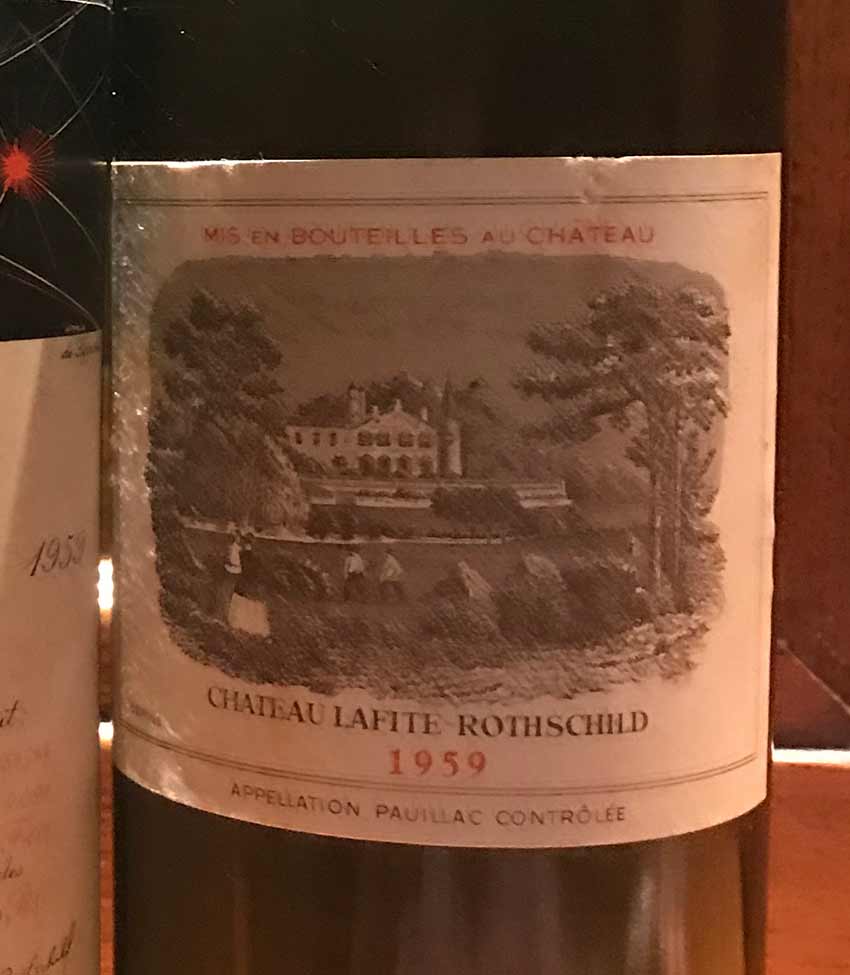 MIS EN BOUTEILLES AU CHATEAU
CHATEAU LAFITE ROTHSCHILD
1959
APPELLATION PAUILLAC CONTRÔLÉE
1959